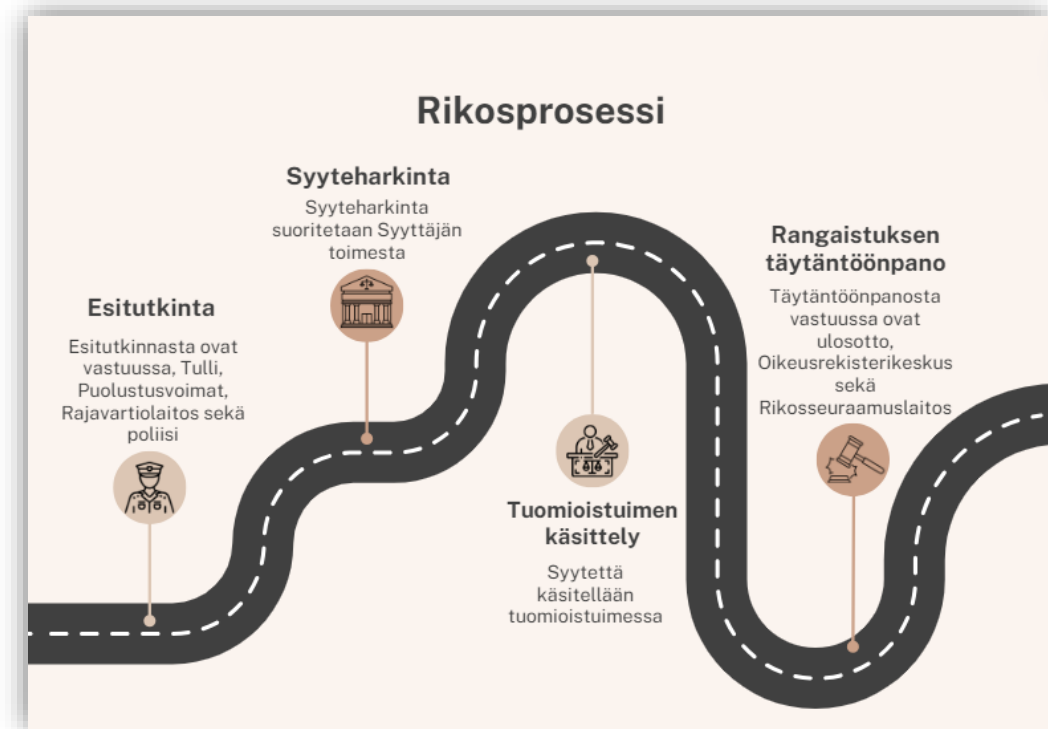 Rikosprosessi
Syyteharkinta
Syyteharkinta
suoritetaan Syyttäjän
toimesta
Esitutkinta
Esitutkinnasta ovat
vastuussa, Tulli,
Puolustusvoimat,
Rajavartiolaitos sekä
poliisi
Tuomioistuimen
käsittely
Syytettä
käsitellään
tuomioistuimessa
Rangaistuksen
täytäntöönpano
Täytäntöönpanosta
vastuussa ovat
ulosotto,
Oikeusrekisterikeskus
sekä
Rikosseuraamuslaitos